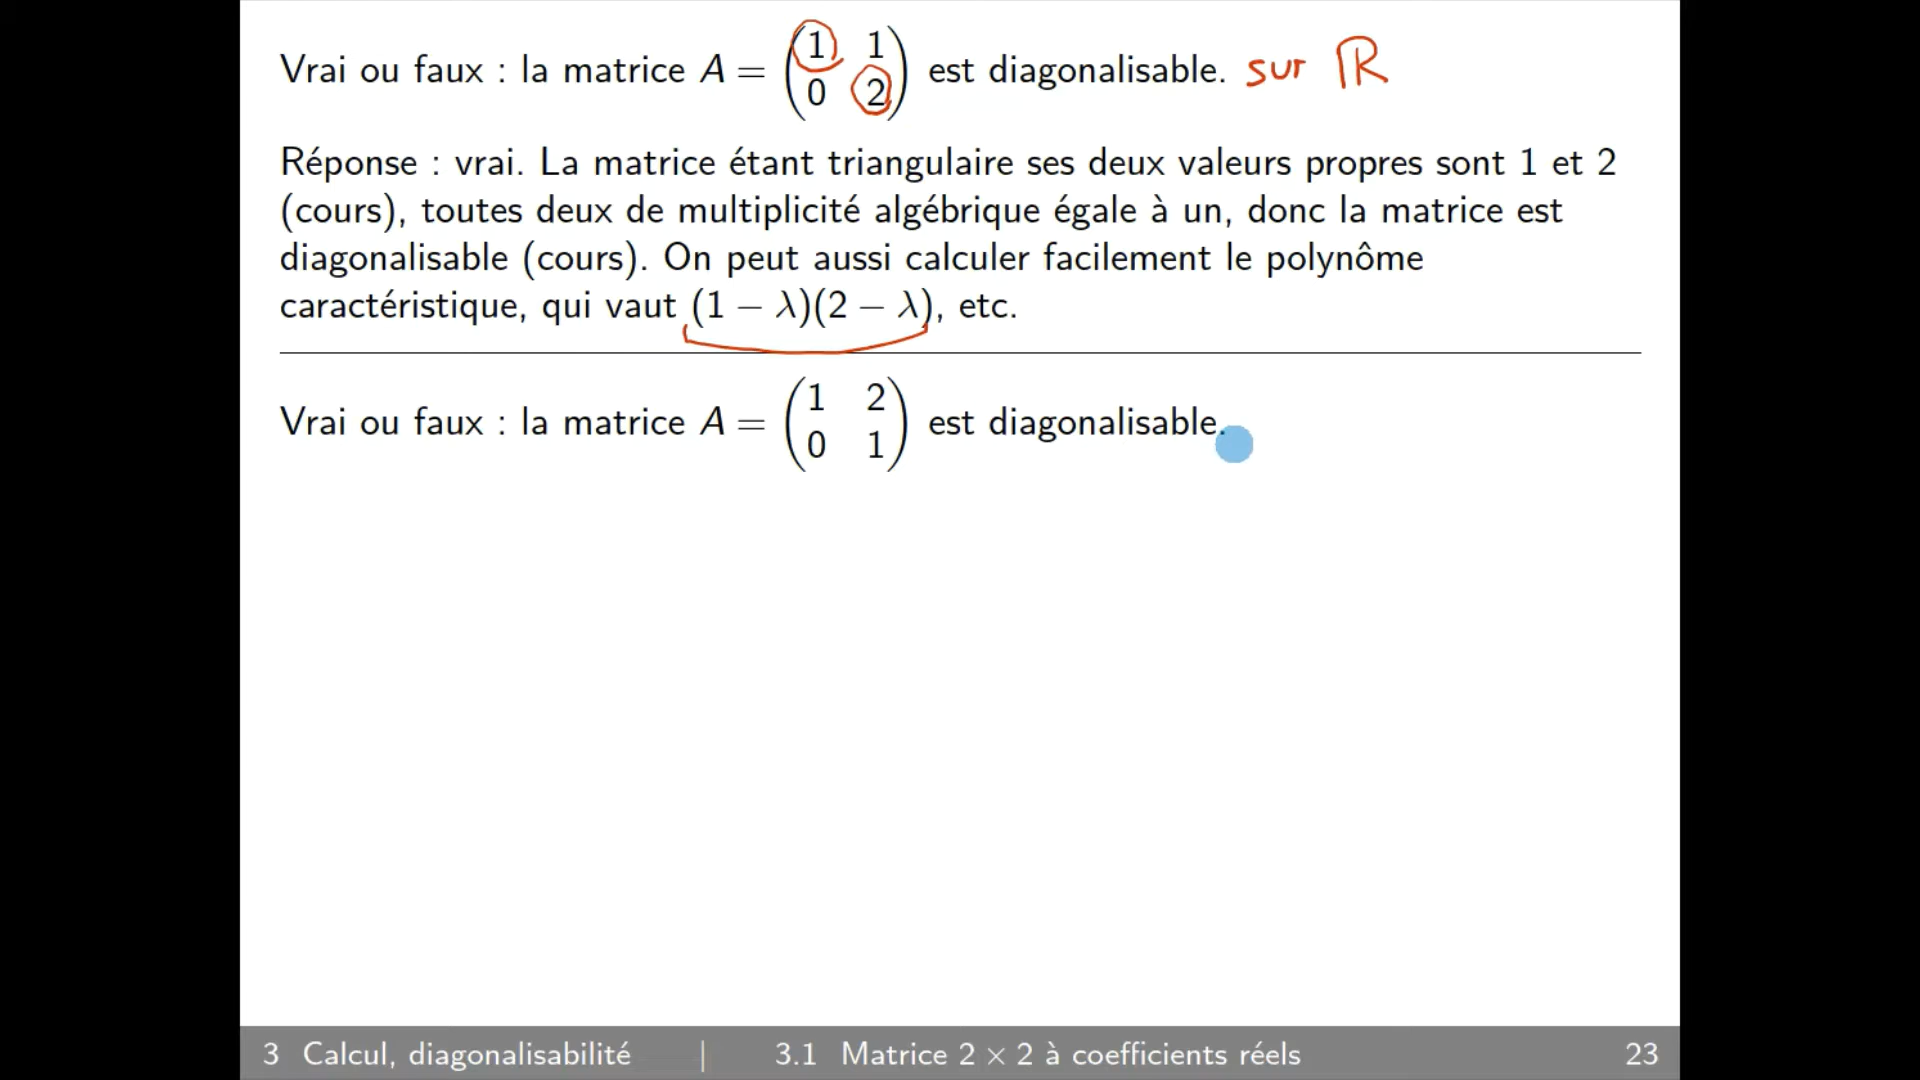 Vrai ou faux : la matrice A = (1 1 0 2) est diagonalisable. sur ℝ
Réponse : vrai. La matrice étant triangulaire ses deux valeurs propres sont 1 et 2
(cours), toutes deux de multiplicité algébrique égale à un, donc la matrice est
diagonalisable (cours). On peut aussi calculer facilement le polynôme
caractéristique, qui vaut (1 − λ)(2 − λ), etc.
Vrai ou faux : la matrice A = (1 2 0 1) est diagonalisable.
3 Calcul, diagonalisabilité | 3.1 Matrice 2 × 2 à coefficients réels 23